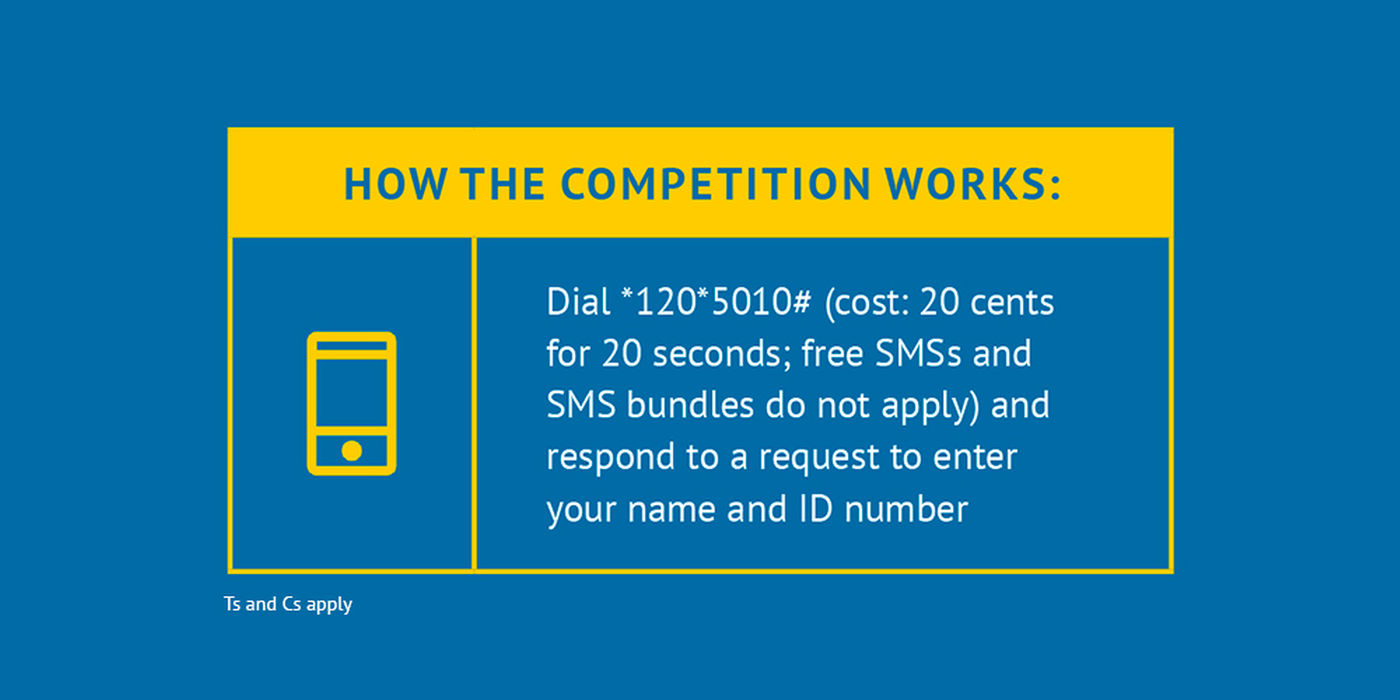 HOW THE COMPETITION WORKS:
Dial *120*5010# (cost: 20 cents
for 20 seconds; free SMSs and
SMS bundles do not apply) and
respond to a request to enter
your name and ID number
Ts and Cs apply